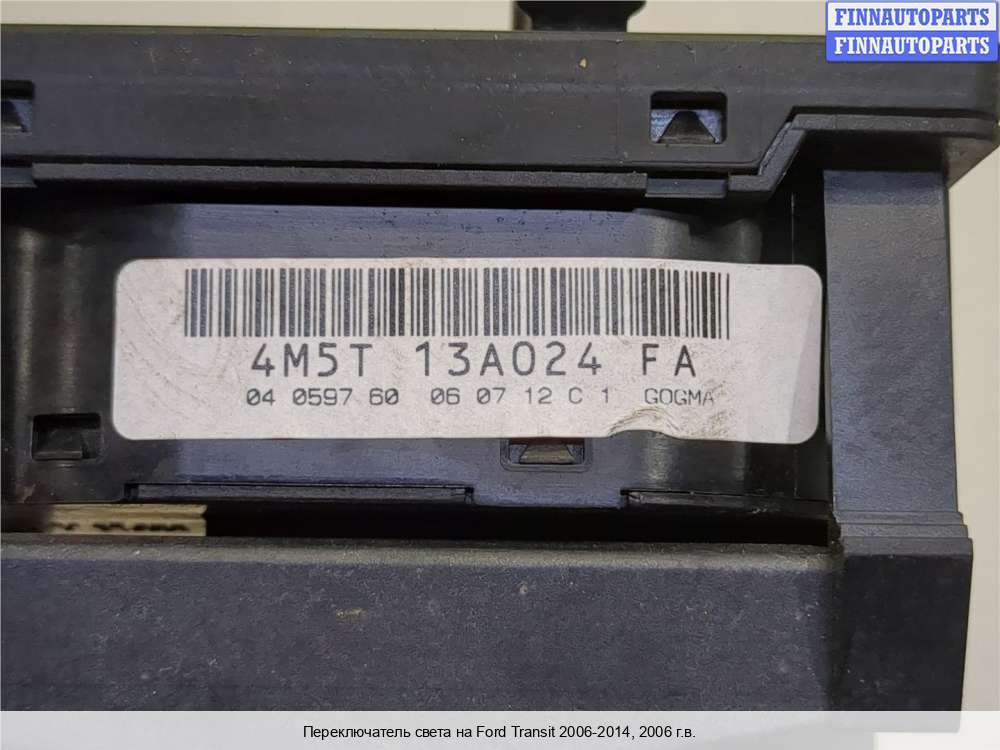 FINNAUTOPARTS
FINNAUTOPARTS
4M5T 13A024 FA
04 0597 60 06 07 12 C 1 GOGMA
Переключатель света на Ford Transit 2006-2014, 2006 г.в.